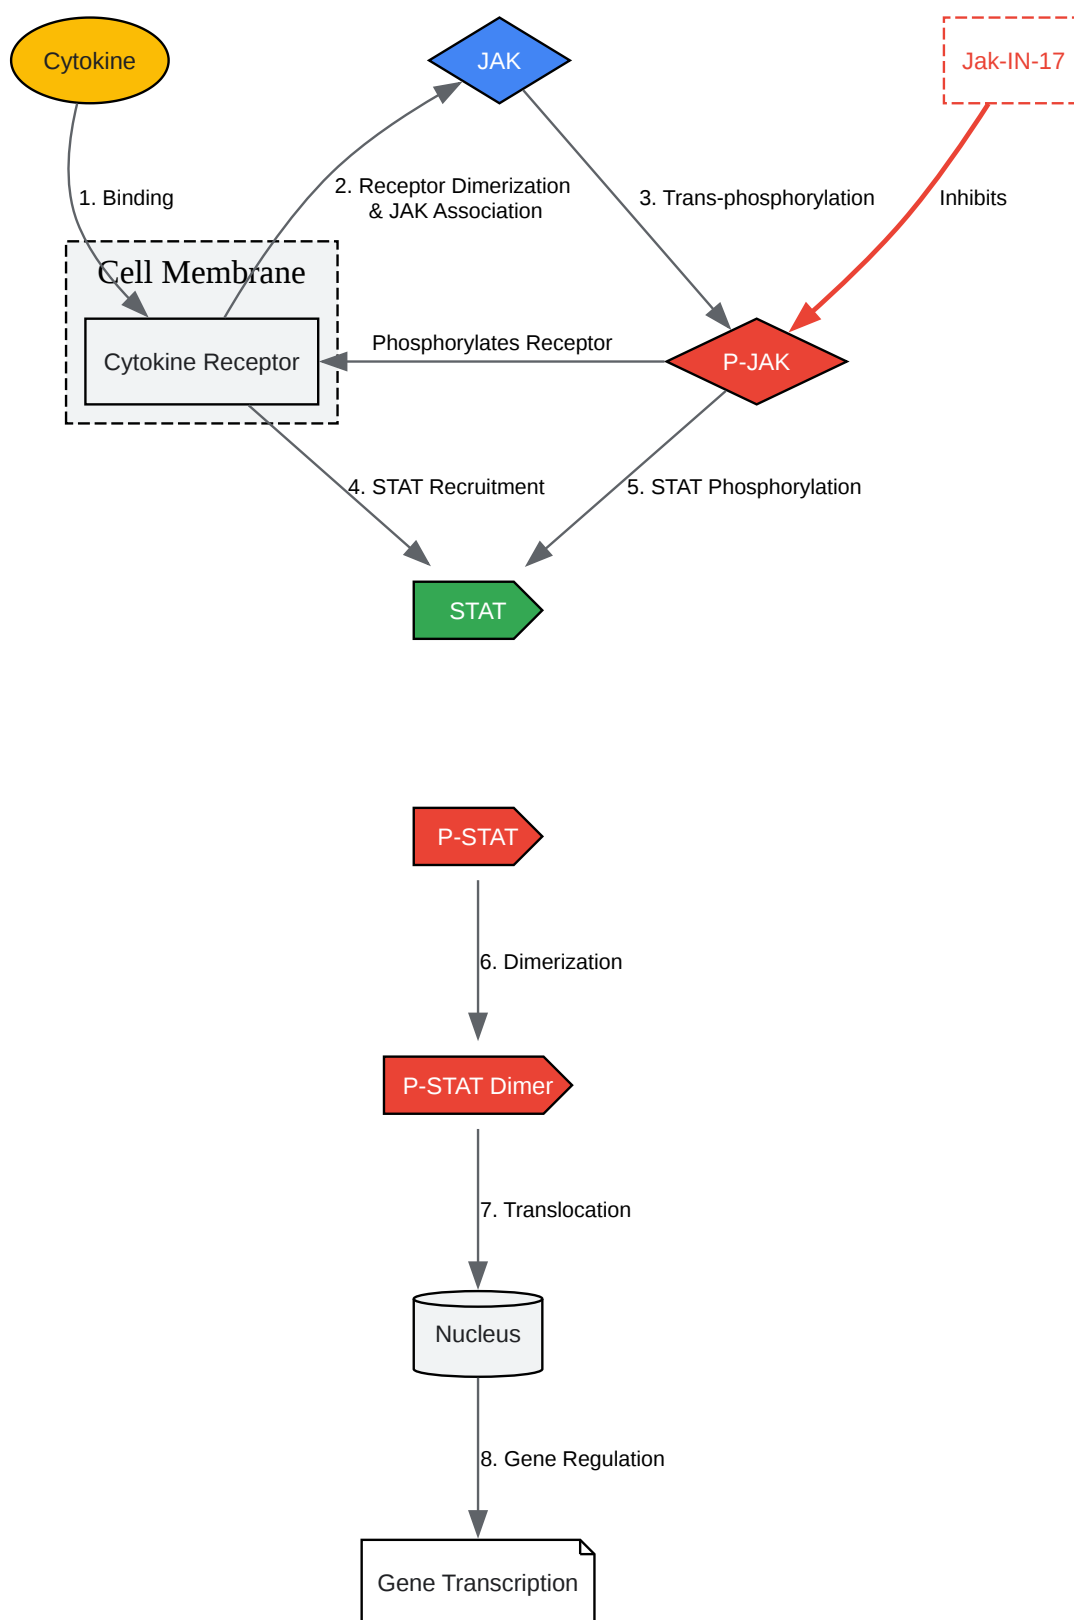 Cytokine
JAK
Jak-IN-17
1. Binding
2. Receptor Dimerization
& JAK Association
3. Trans-phosphorylation
Inhibits
Cell Membrane
Cytokine Receptor
Phosphorylates Receptor
P-JAK
4. STAT Recruitment
5. STAT Phosphorylation
STAT
P-STAT
6. Dimerization
P-STAT Dimer
7. Translocation
Nucleus
8. Gene Regulation
Gene Transcription